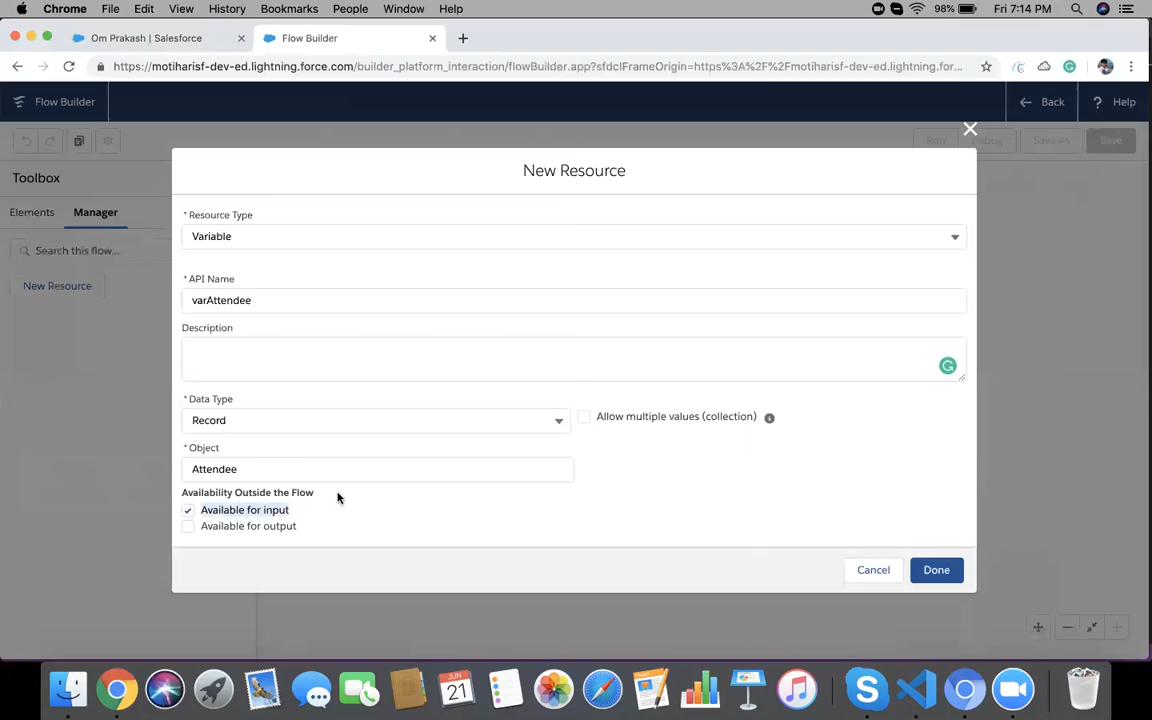 Chrome File Edit View History Bookmarks People Window Help 98% Fri 7:14 PM
Om Prakash | Salesforce Flow Builder
https://motiharisf-dev-ed.lightning.force.com/builder_platform_interaction/flowBuilder.app?sfdcIFrameOrigin=https%3A%2F%2Fmotiharisf-dev-ed.lightning.for...
Flow Builder Back ? Help
Run Debug Save As Save
New Resource
Toolbox
Elements Manager
Search this flow...
New Resource
* Resource Type
Variable
* API Name
varAttendee
Description
* Data Type
Record
Allow multiple values (collection)
* Object
Attendee
Availability Outside the Flow
Available for input
Available for output
Cancel Done
JUN
21